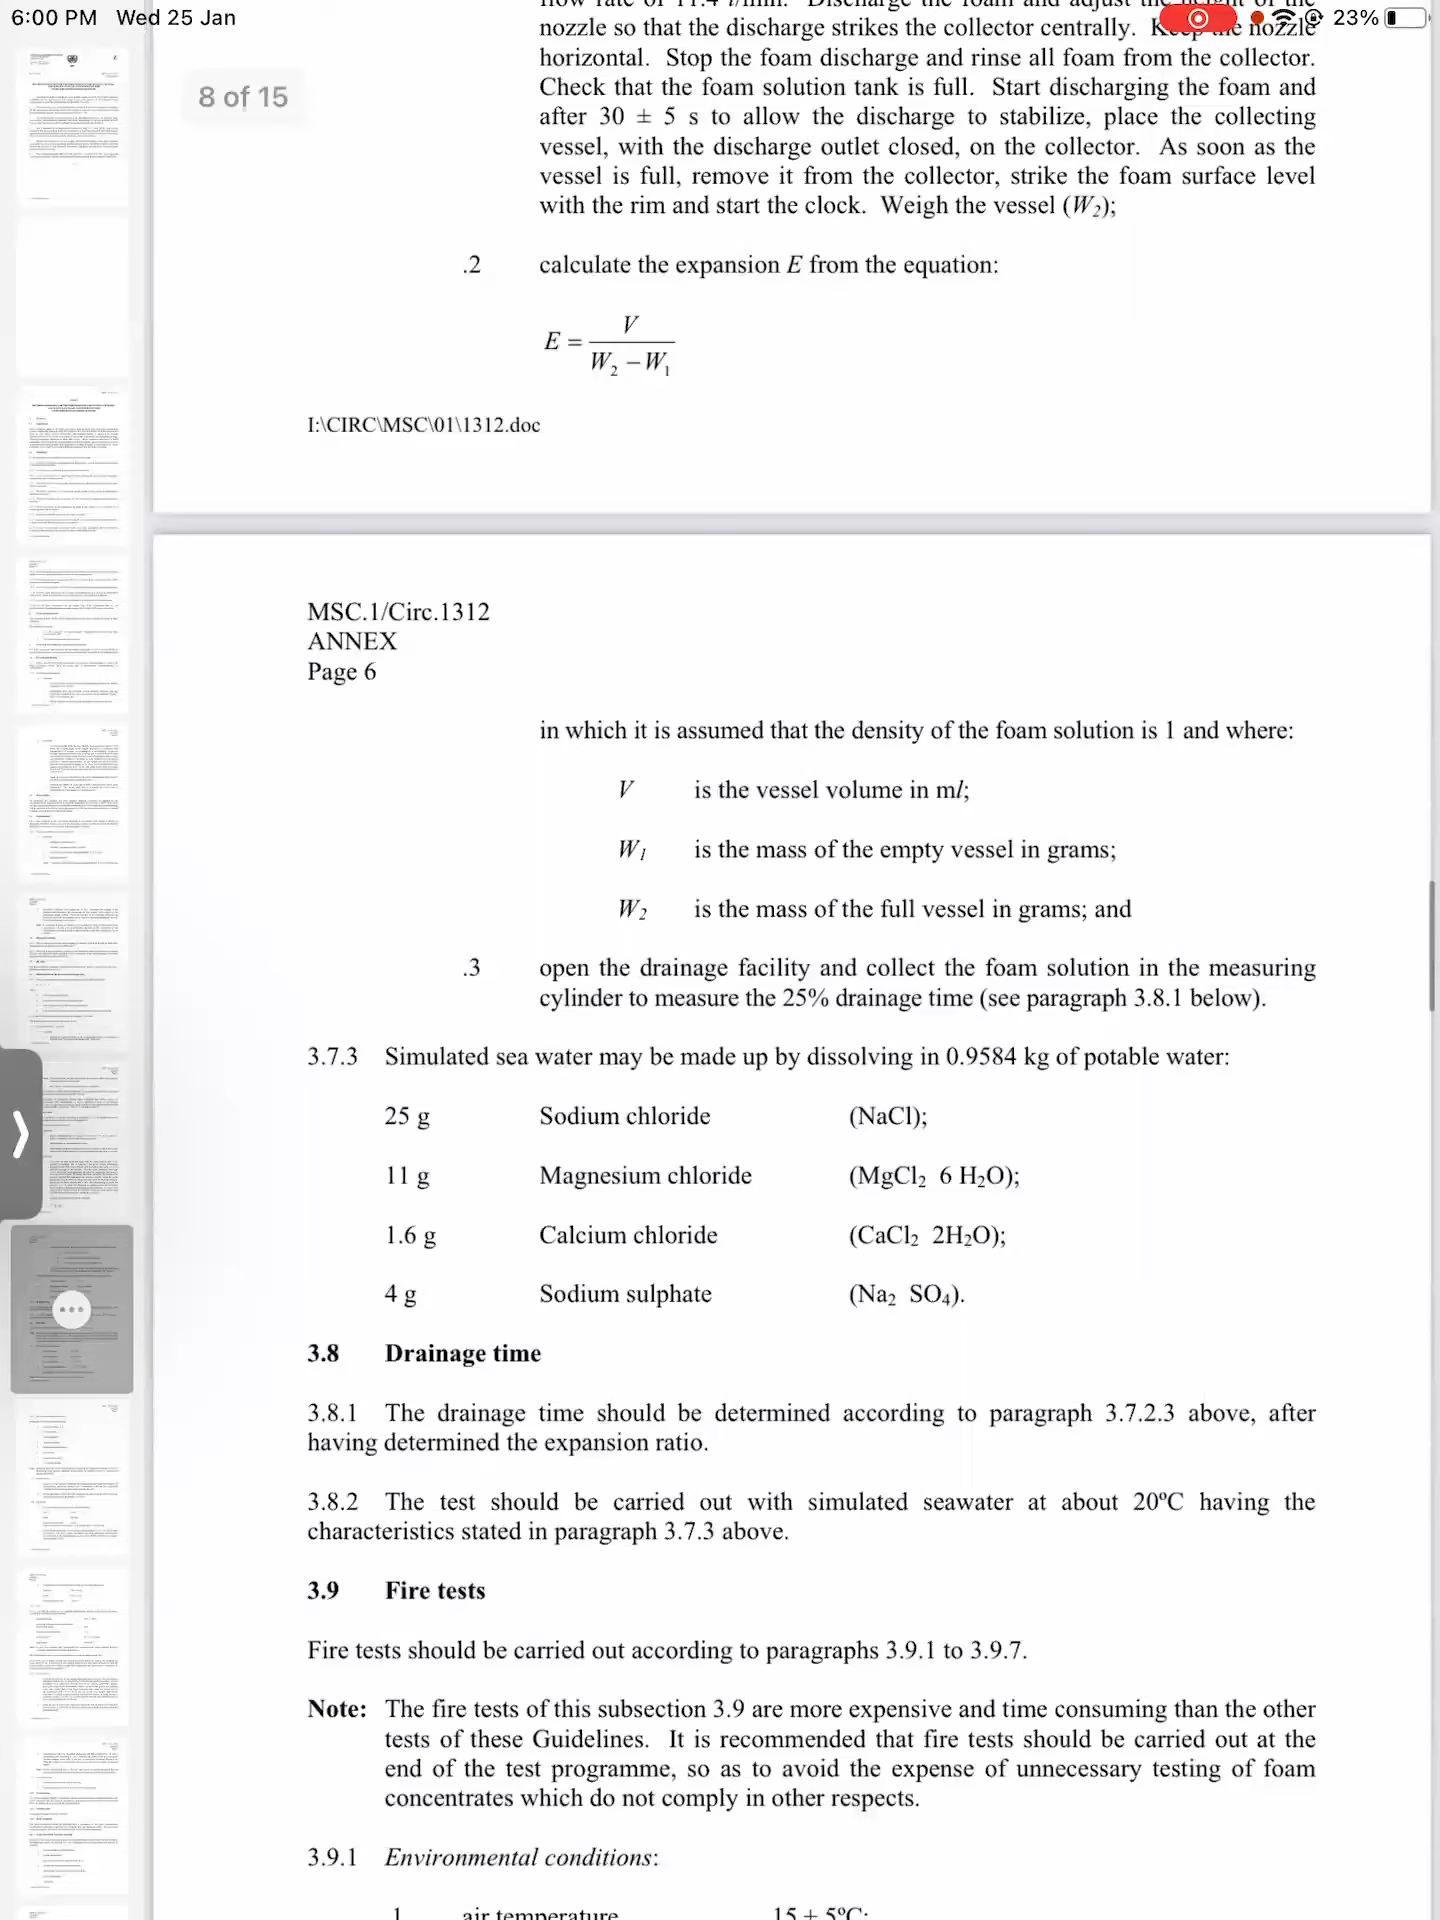 6:00 PM Wed 25 Jan
23%
8 of 15
nozzle so that the discharge strikes the collector centrally. Keep the nozzle
horizontal. Stop the foam discharge and rinse all foam from the collector.
Check that the foam solution tank is full. Start discharging the foam and
after 30 ± 5 s to allow the discharge to stabilize, place the collecting
vessel, with the discharge outlet closed, on the collector. As soon as the
vessel is full, remove it from the collector, strike the foam surface level
with the rim and start the clock. Weigh the vessel (W₂);
.2 calculate the expansion E from the equation:
E = V / (W₂ – W₁)
I:\CIRC\MSC\01\1312.doc
MSC.1/Circ.1312
ANNEX
Page 6
in which it is assumed that the density of the foam solution is 1 and where:
V is the vessel volume in ml;
W₁ is the mass of the empty vessel in grams;
W₂ is the mass of the full vessel in grams; and
.3 open the drainage facility and collect the foam solution in the measuring
cylinder to measure the 25% drainage time (see paragraph 3.8.1 below).
3.7.3 Simulated sea water may be made up by dissolving in 0.9584 kg of potable water:
25 g Sodium chloride (NaCl);
11 g Magnesium chloride (MgCl₂ 6 H₂O);
1.6 g Calcium chloride (CaCl₂ 2H₂O);
4 g Sodium sulphate (Na₂ SO₄).
3.8 Drainage time
3.8.1 The drainage time should be determined according to paragraph 3.7.2.3 above, after
having determined the expansion ratio.
3.8.2 The test should be carried out with simulated seawater at about 20ºC having the
characteristics stated in paragraph 3.7.3 above.
3.9 Fire tests
Fire tests should be carried out according to paragraphs 3.9.1 to 3.9.7.
Note: The fire tests of this subsection 3.9 are more expensive and time consuming than the other
tests of these Guidelines. It is recommended that fire tests should be carried out at the
end of the test programme, so as to avoid the expense of unnecessary testing of foam
concentrates which do not comply in other respects.
3.9.1 Environmental conditions:
1 air temperature 15 ± 5ºC;